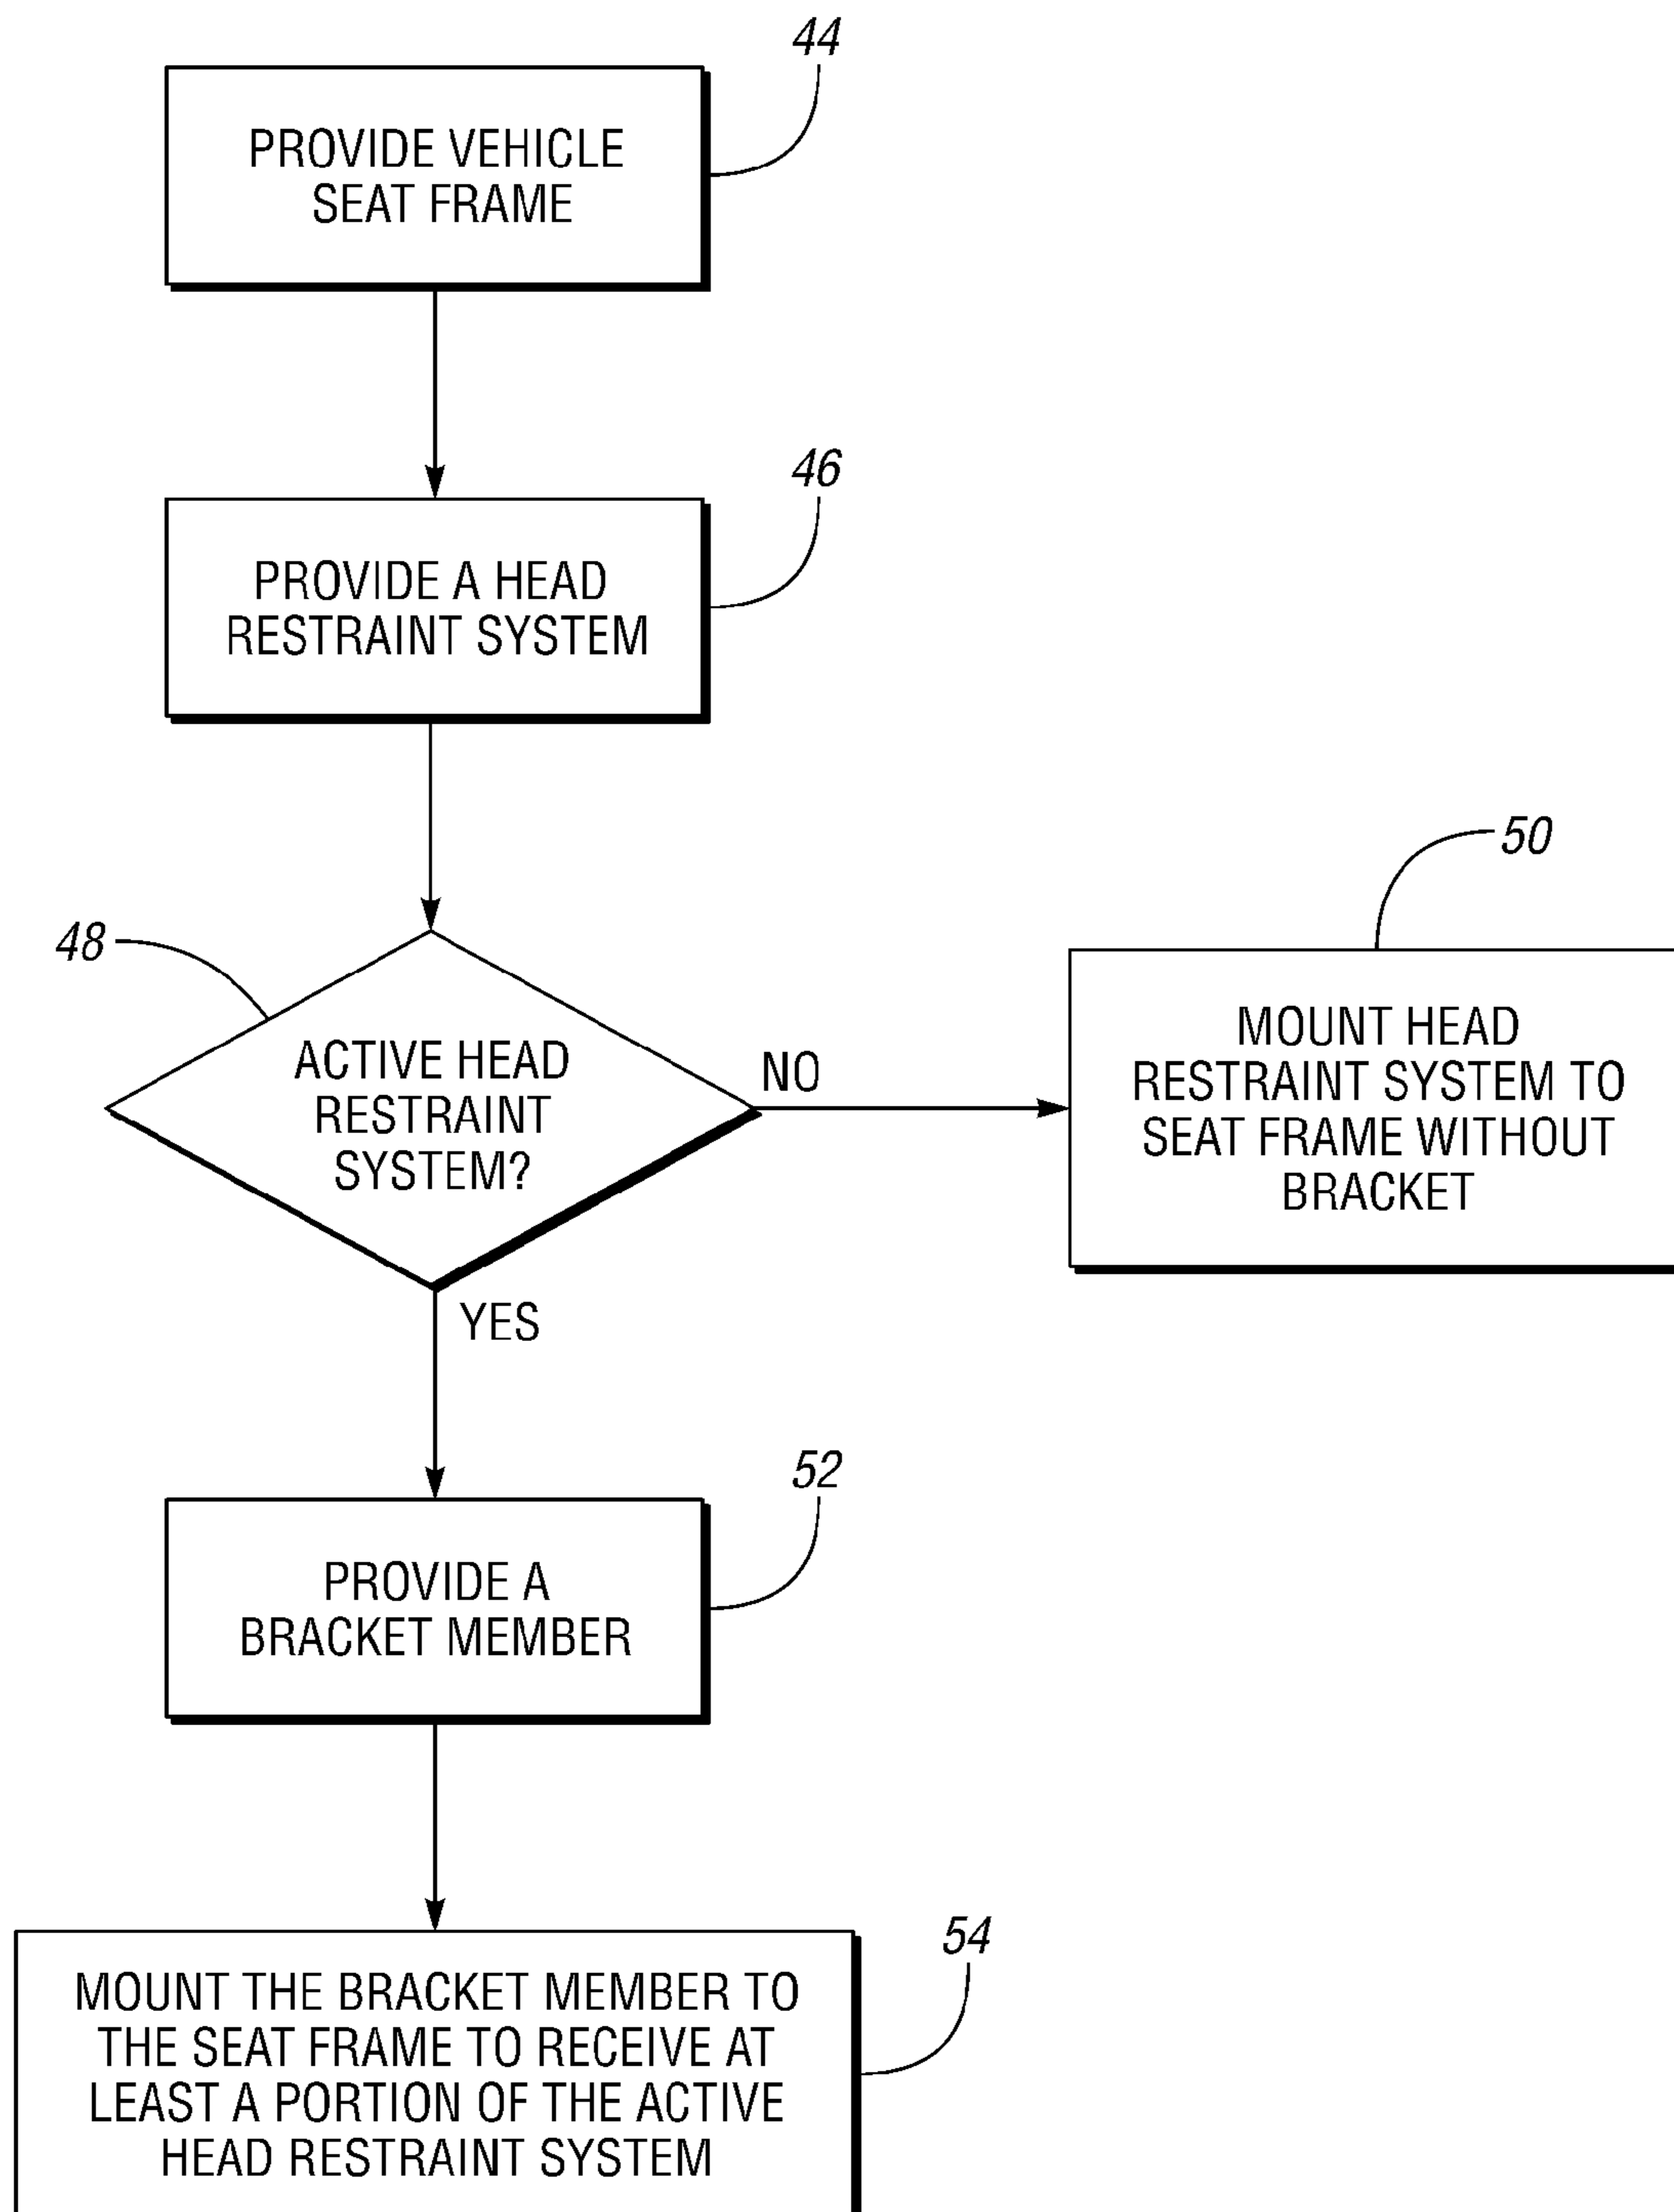 44
PROVIDE VEHICLE
SEAT FRAME
46
PROVIDE A HEAD
RESTRAINT SYSTEM
48
ACTIVE HEAD
RESTRAINT
SYSTEM?
NO
50
MOUNT HEAD
RESTRAINT SYSTEM TO
SEAT FRAME WITHOUT
BRACKET
YES
52
PROVIDE A
BRACKET MEMBER
54
MOUNT THE BRACKET MEMBER TO
THE SEAT FRAME TO RECEIVE AT
LEAST A PORTION OF THE ACTIVE
HEAD RESTRAINT SYSTEM